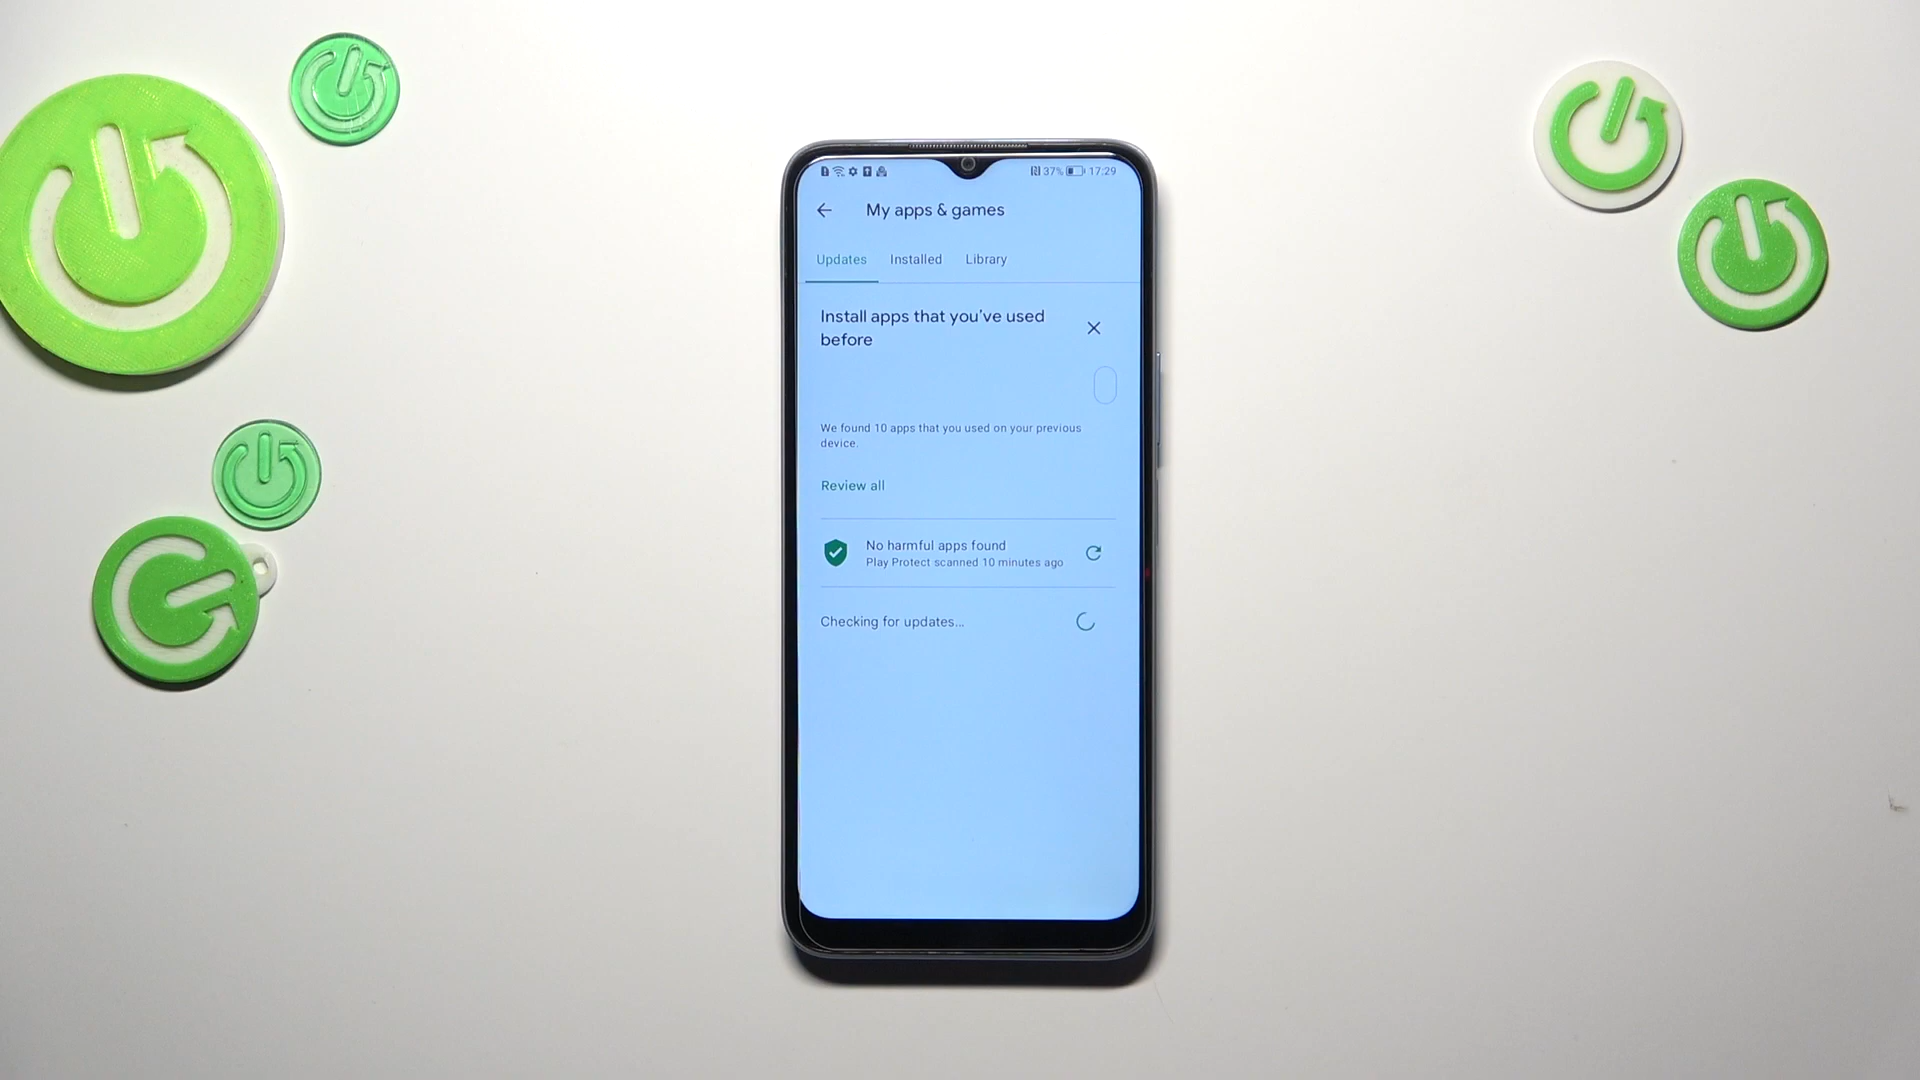 37% 17:29
My apps & games
Updates Installed Library
Install apps that you've used
before
We found 10 apps that you used on your previous
device.
Review all
No harmful apps found
Play Protect scanned 10 minutes ago
Checking for updates...